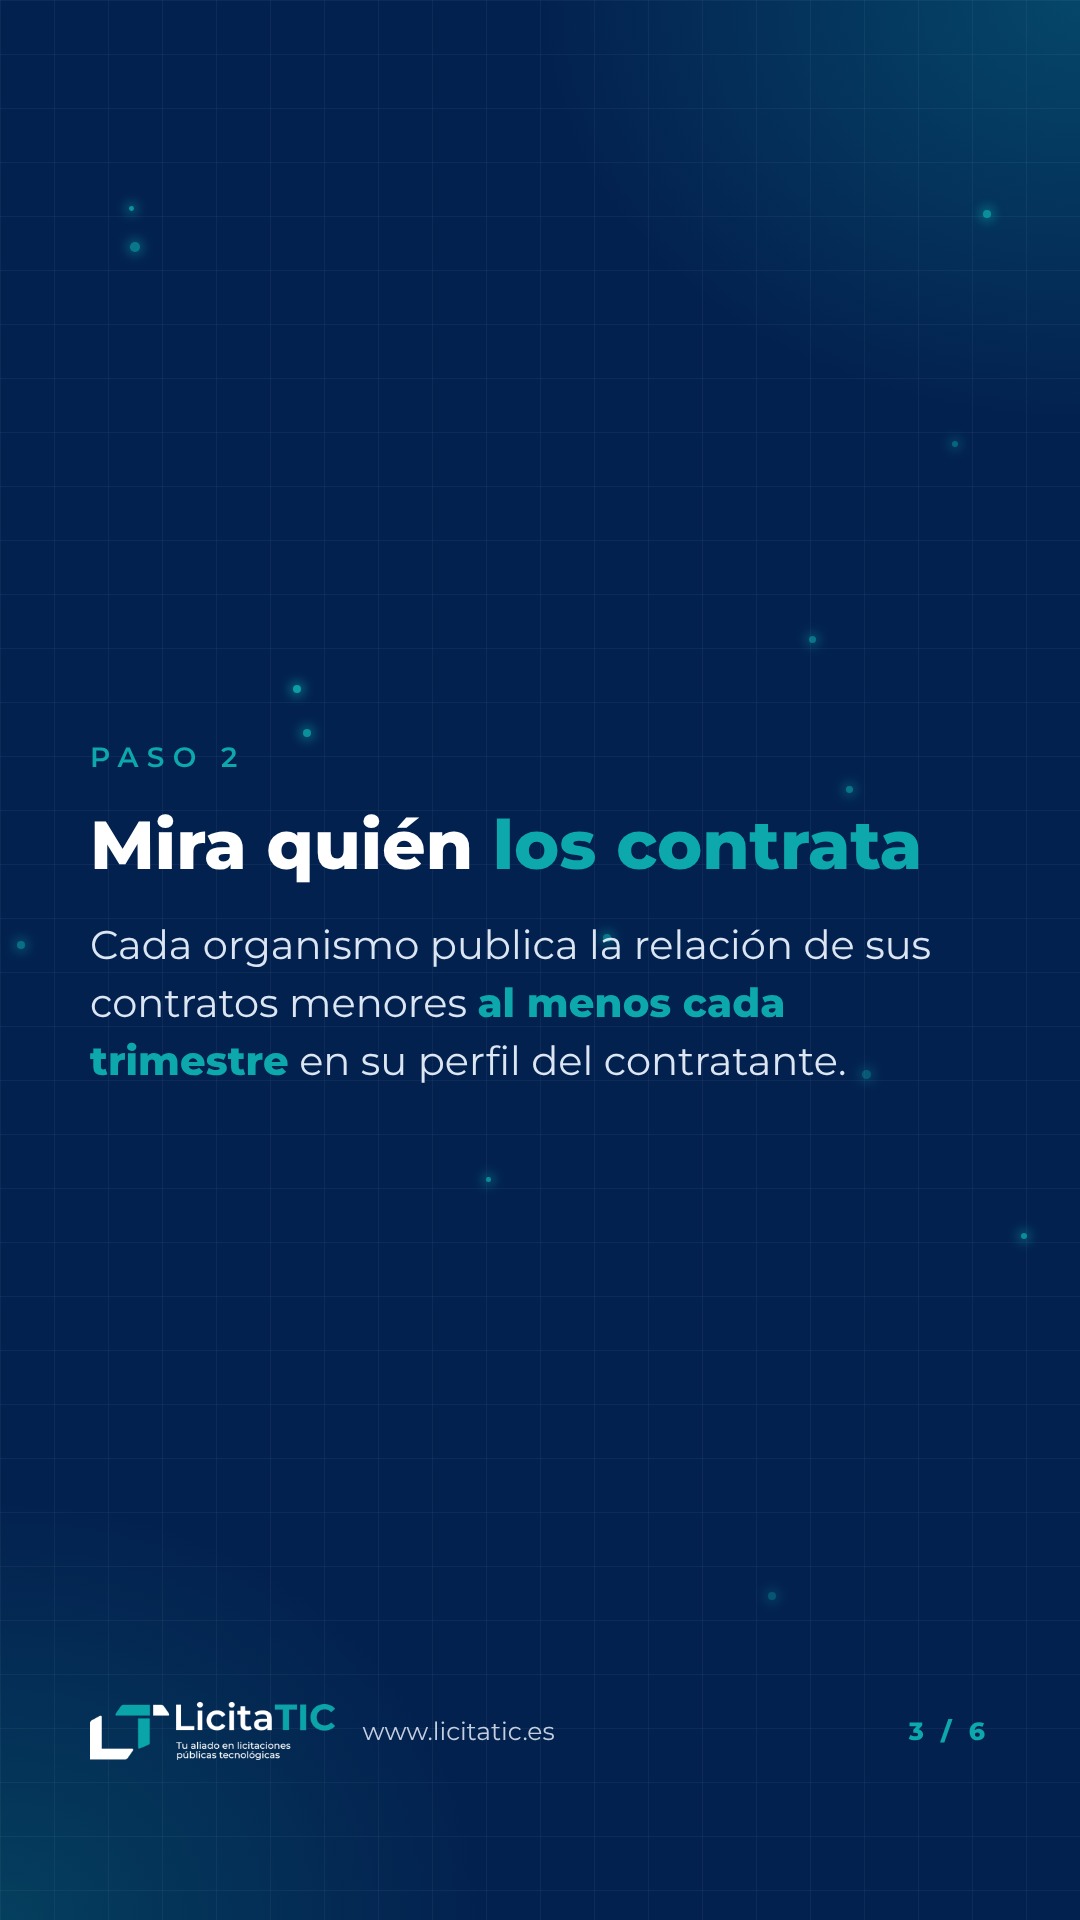 PASO 2
Mira quién los contrata
Cada organismo publica la relación de sus
contratos menores al menos cada
trimestre en su perfil del contratante.
LicitaTIC
Tu aliado en licitaciones
públicas tecnológicas
www.licitatic.es
3 / 6